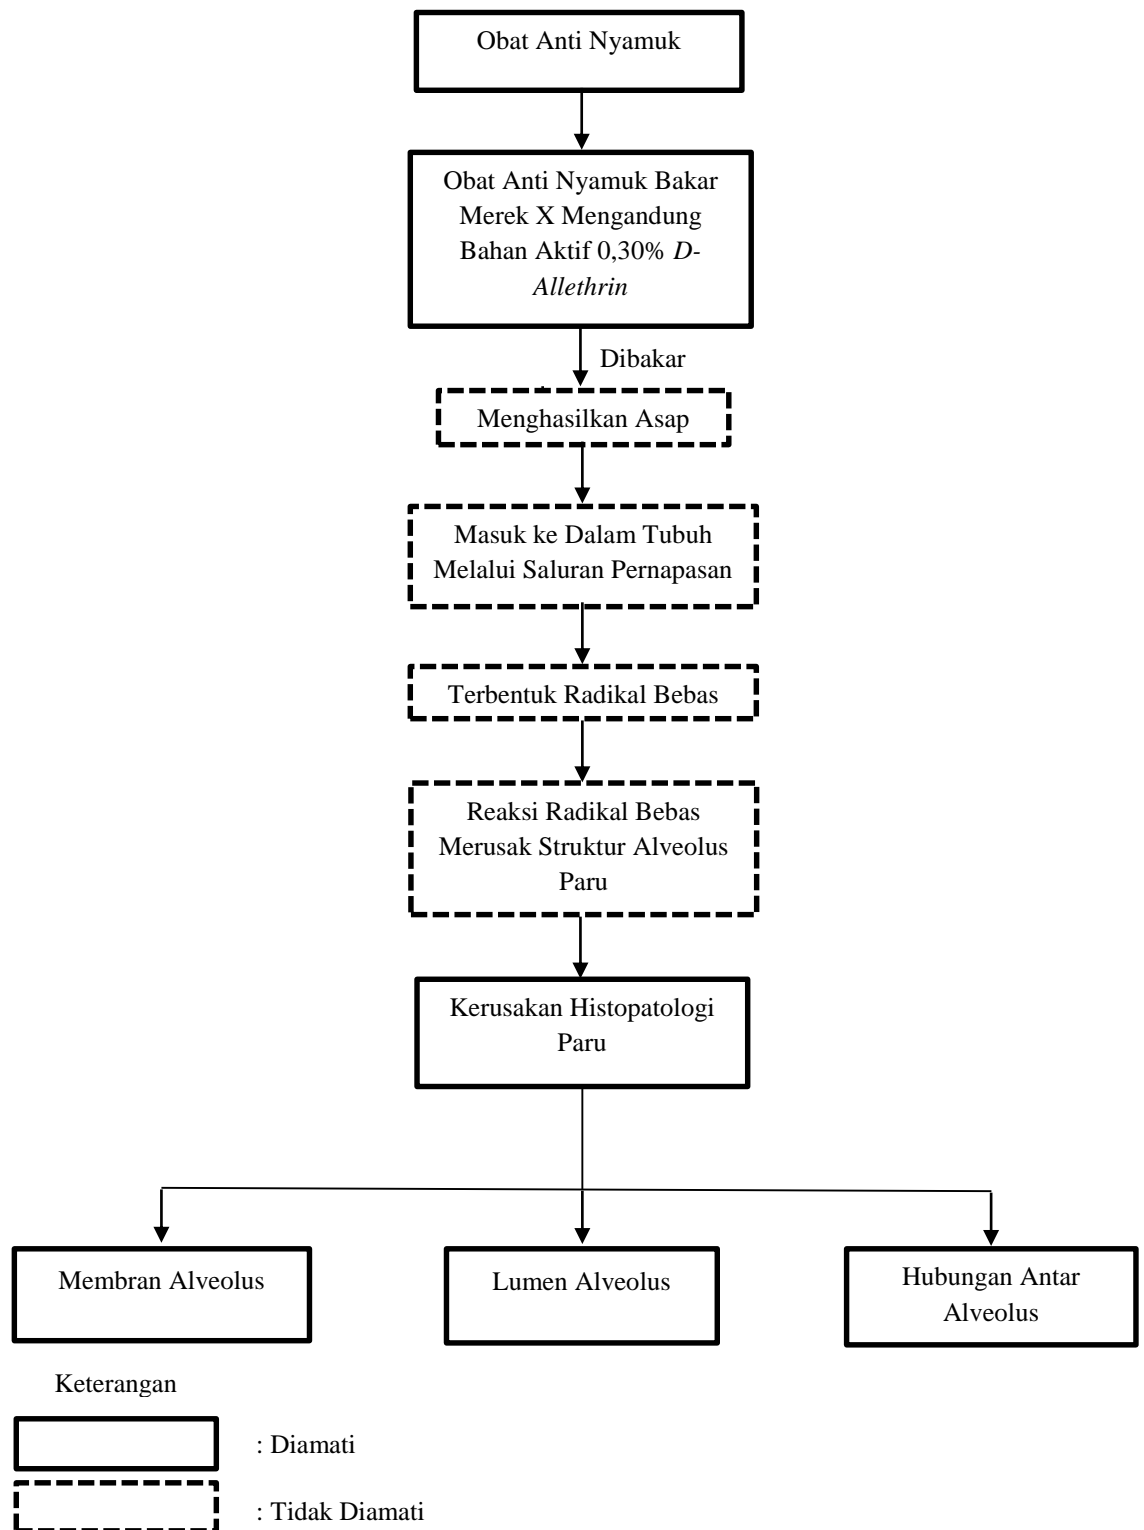 Obat Anti Nyamuk
Obat Anti Nyamuk Bakar
Merek X Mengandung
Bahan Aktif 0,30% D-
Allethrin
Dibakar
Menghasilkan Asap
Masuk ke Dalam Tubuh
Melalui Saluran Pernapasan
Terbentuk Radikal Bebas
Reaksi Radikal Bebas
Merusak Struktur Alveolus
Paru
Kerusakan Histopatologi
Paru
Membran Alveolus
Lumen Alveolus
Hubungan Antar
Alveolus
Keterangan
: Diamati
: Tidak Diamati